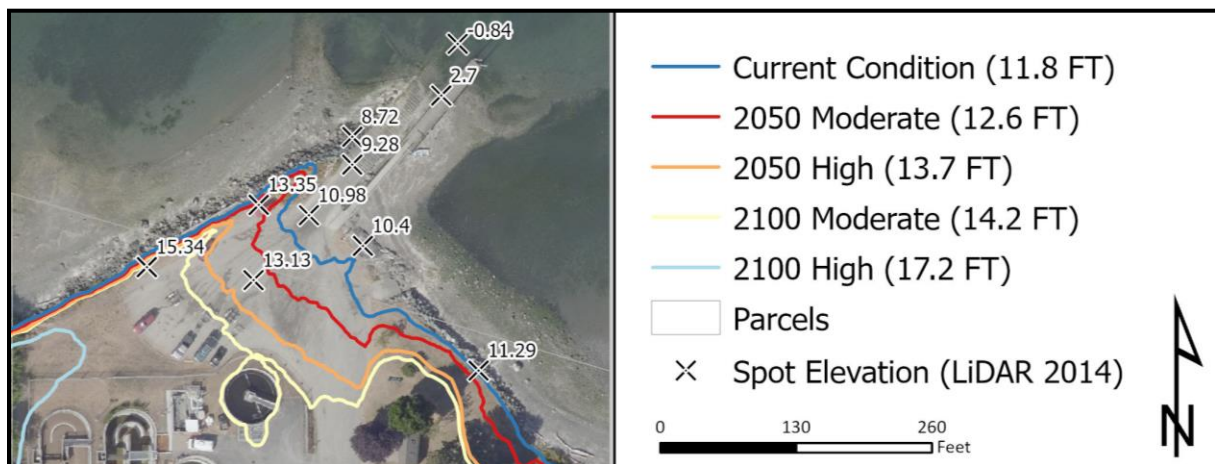 -0.84
2.7
8.72
9.28
13.35
10.98
10.4
15.34
13.13
11.29
Current Condition (11.8 FT)
2050 Moderate (12.6 FT)
2050 High (13.7 FT)
2100 Moderate (14.2 FT)
2100 High (17.2 FT)
Parcels
Spot Elevation (LiDAR 2014)
0 130 260
Feet
N